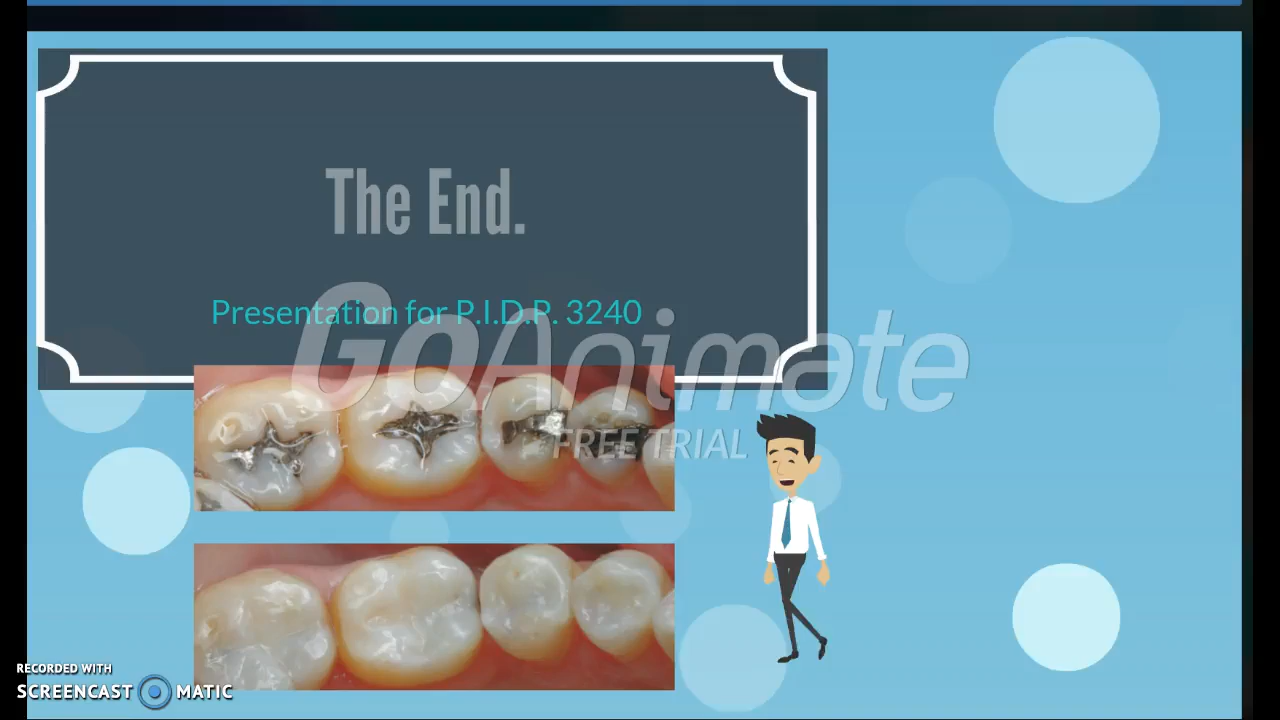 The End.
Presentation for P.I.D.P. 3240
GoAnimate
FREE TRIAL
RECORDED WITH
SCREENCAST MATIC